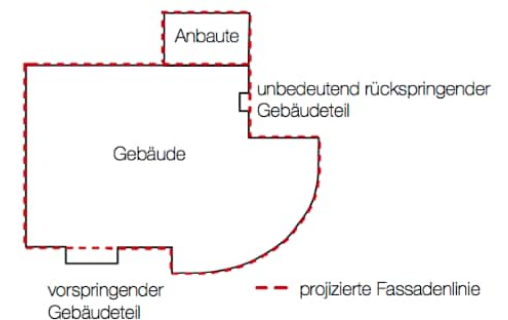 Anbaute
unbedeutend rückspringender
Gebäudeteil
Gebäude
vorspringender
Gebäudeteil
projizierte Fassadenlinie